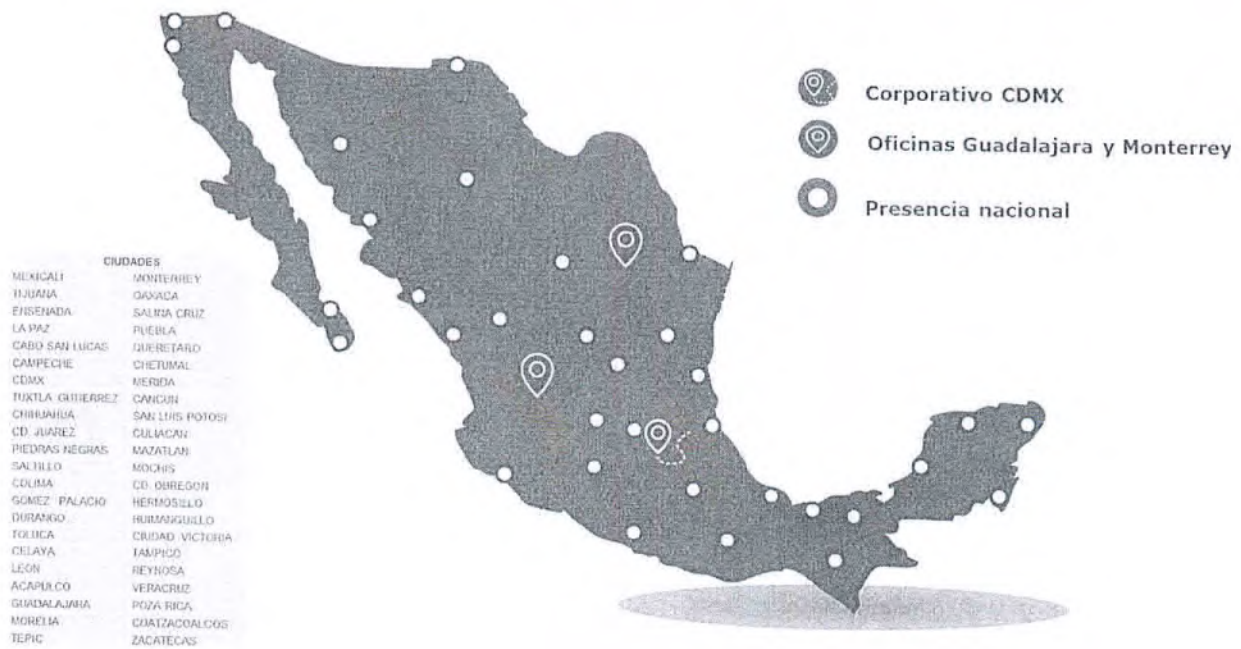 Corporativo CDMX
Oficinas Guadalajara y Monterrey
Presencia nacional
CIUDADES
MEXICALI MONTERREY
TIJUANA OAXACA
ENSENADA SALINA CRUZ
LA PAZ PUEBLA
CABO SAN LUCAS QUERETARO
CAMPECHE CHETUMAL
CDMX MERIDA
TUXTLA GUTIERREZ CANCUN
CHIHUAHUA SAN LUIS POTOSI
CD. JUAREZ CULIACAN
PIEDRAS NEGRAS MAZATLAN
SALTILLO MOCHIS
COLIMA CD. OBREGON
GOMEZ PALACIO HERMOSILLO
DURANGO HUIMANGUILLO
TOLUCA CIUDAD VICTORIA
CELAYA TAMPICO
LEON REYNOSA
ACAPULCO VERACRUZ
GUADALAJARA POZA RICA
MORELIA COATZACOALCOS
TEPIC ZACATECAS